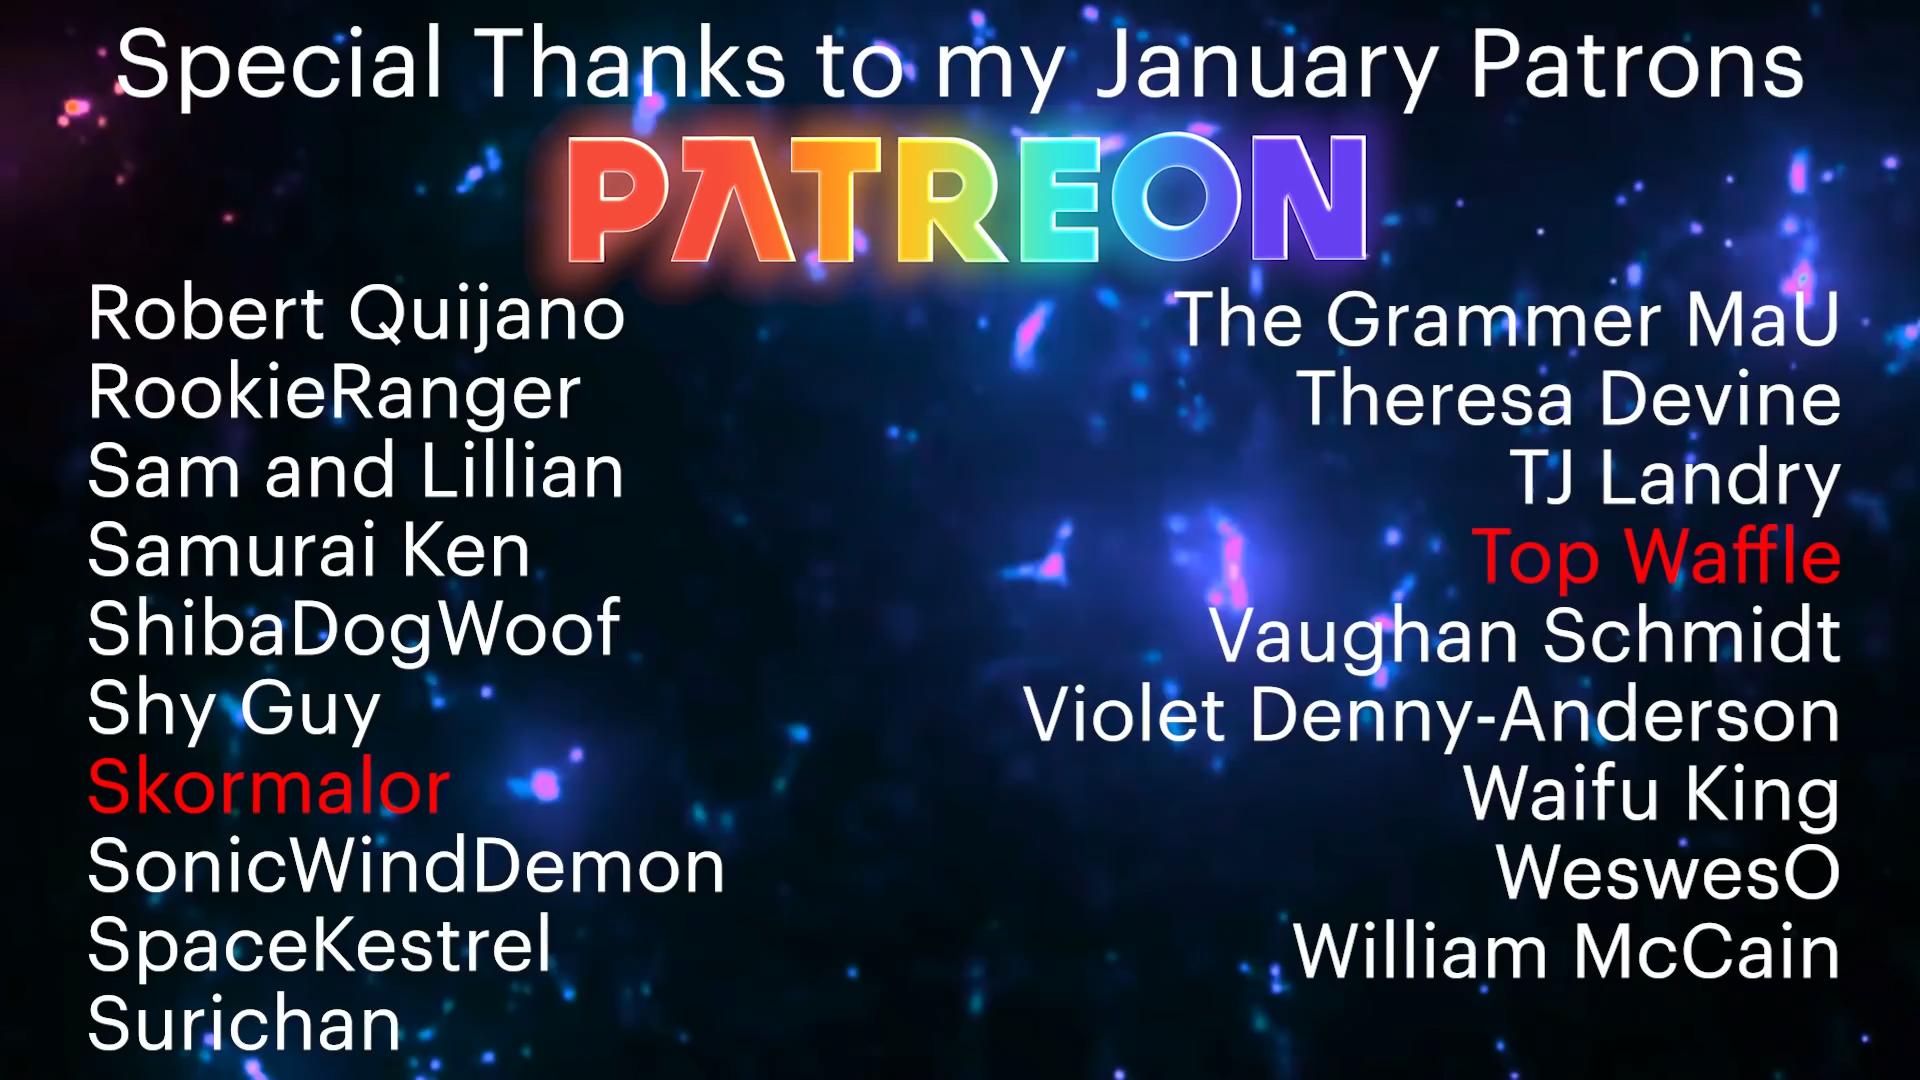 Special Thanks to my January Patrons
PATREON
Robert Quijano
RookieRanger
Sam and Lillian
Samurai Ken
ShibaDogWoof
Shy Guy
Skormalor
SonicWindDemon
SpaceKestrel
Surichan
The Grammer MaU
Theresa Devine
TJ Landry
Top Waffle
Vaughan Schmidt
Violet Denny-Anderson
Waifu King
WeswesO
William McCain